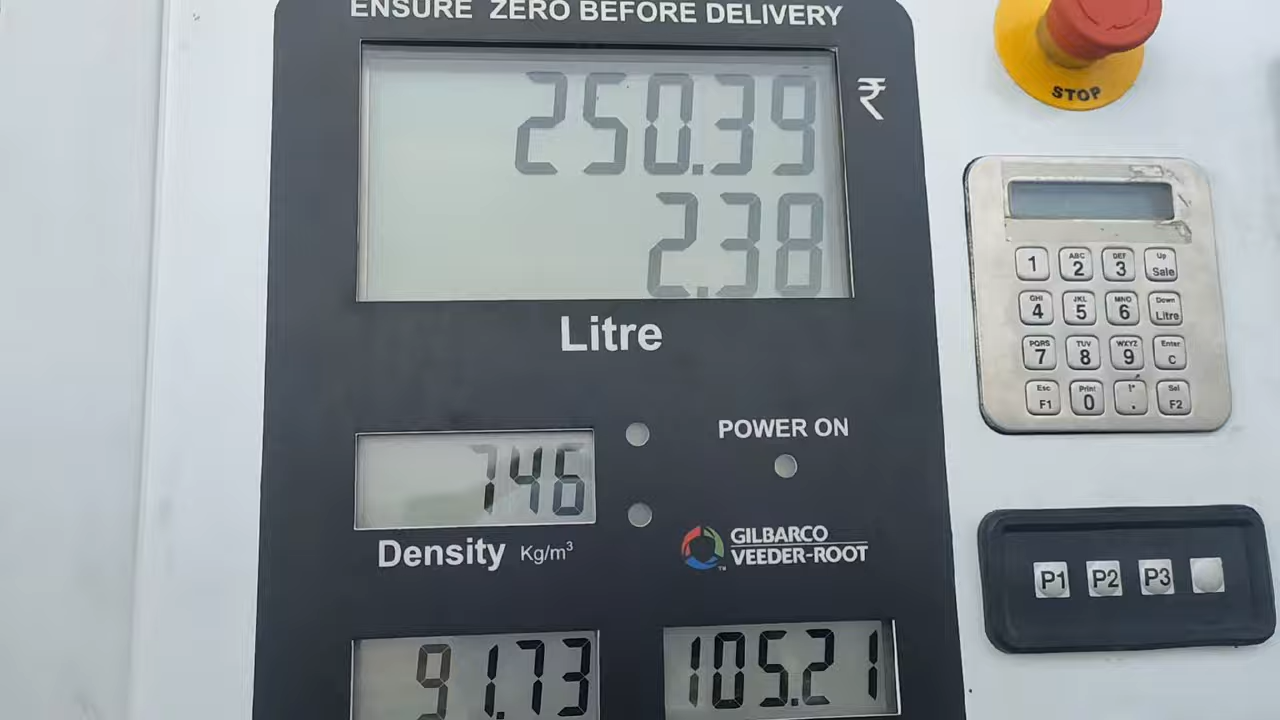 ENSURE ZERO BEFORE DELIVERY
250.39
₹
2.38
Litre
746
Density Kg/m³
POWER ON
GILBARCO
VEEDER-ROOT
TM
91.73
105.21
STOP
1
ABC
2
DEF
3
Up
Sale
GHI
4
JKL
5
MNO
6
Down
Litre
PQRS
7
TUV
8
WXYZ
9
Enter
C
Esc
F1
Print
0
.
Sel
F2
P1 P2 P3